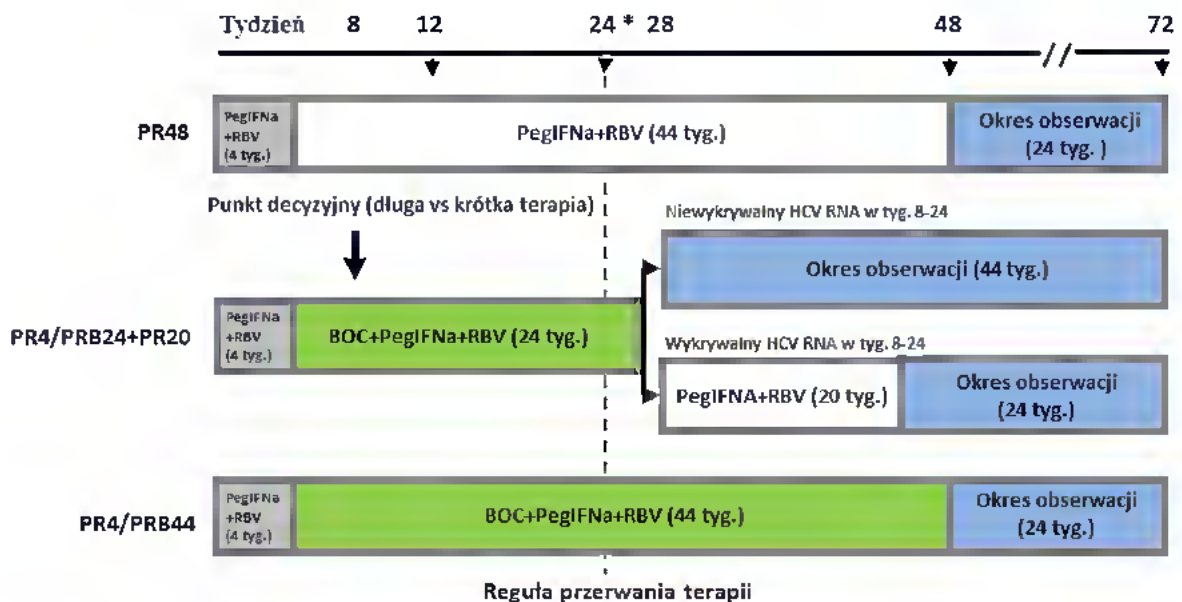 Tydzień 8 12 24 * 28 48 72
PR48
PegIFNa
+RBV
(4 tyg.)
PegIFNa+RBV (44 tyg.)
Okres obserwacji
(24 tyg. )
Punkt decyzyjny (długa vs krótka terapia)
Niewykrywalny HCV RNA w tyg. 8-24
Okres obserwacji (44 tyg.)
PR4/PRB24+PR20
PegIFNa
+RBV
(4 tyg.)
BOC+PegIFNa+RBV (24 tyg.)
Wykrywalny HCV RNA w tyg. 8-24
PegIFNA+RBV (20 tyg.)
Okres obserwacji
(24 tyg.)
PR4/PRB44
PegIFNa
+RBV
(4 tyg.)
BOC+PegIFNa+RBV (44 tyg.)
Okres obserwacji
(24 tyg.)
Reguła przerwania terapii